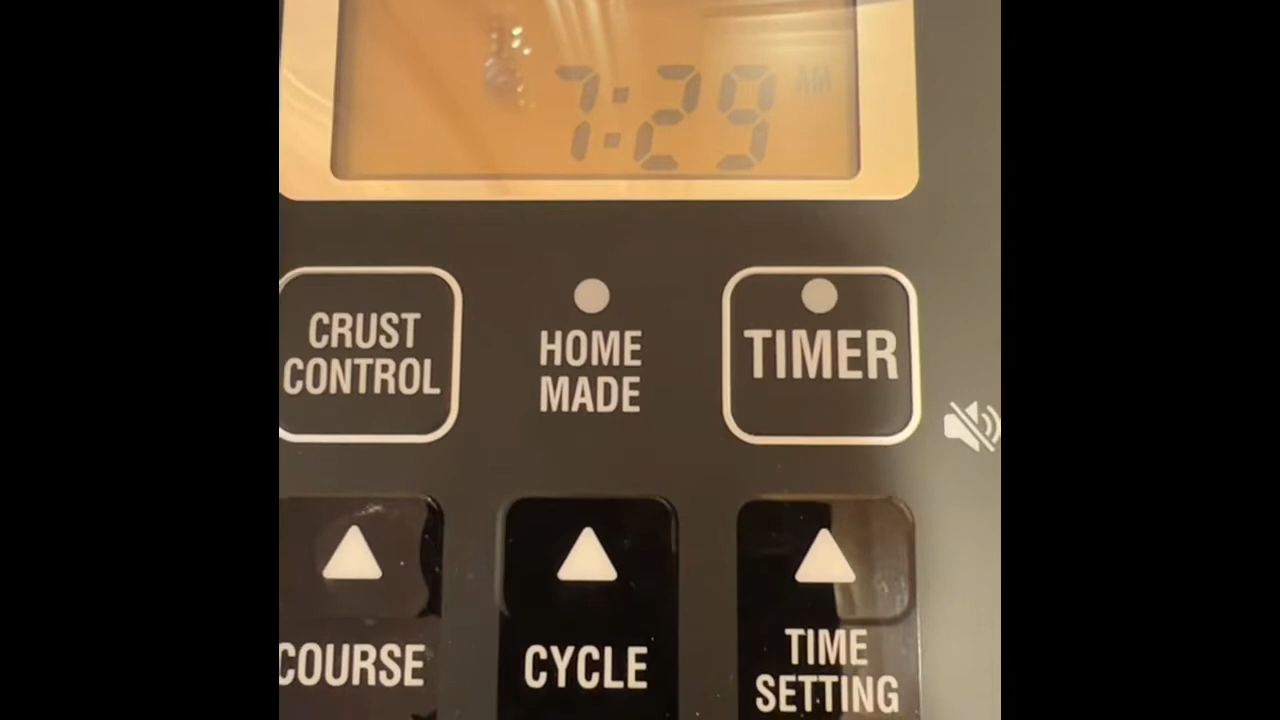 7:29 AM
CRUST
CONTROL
HOME
MADE
TIMER
COURSE
CYCLE
TIME
SETTING